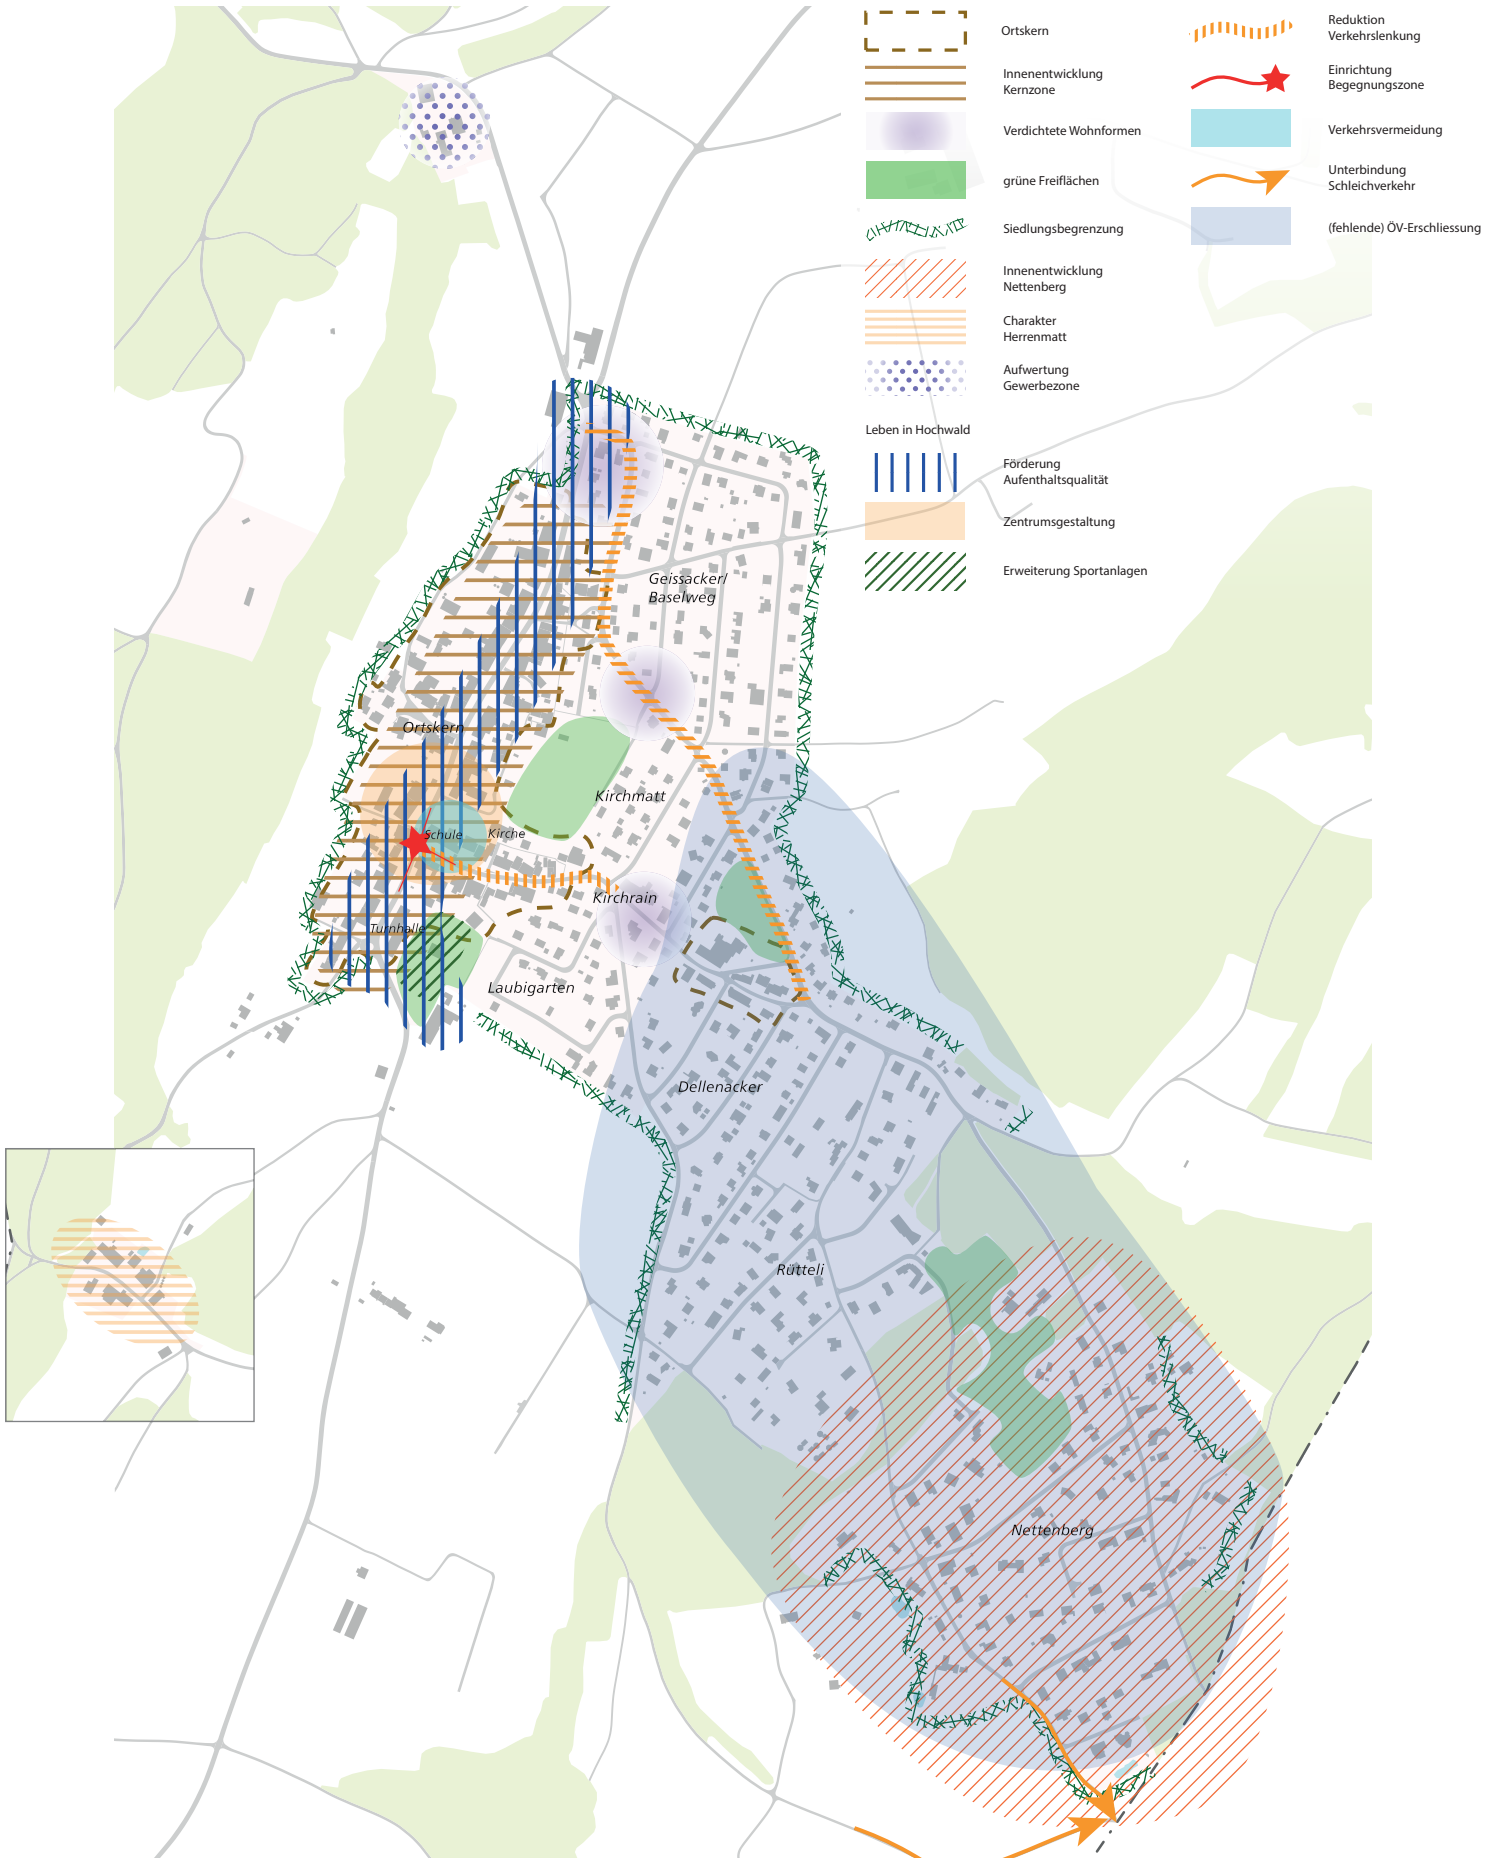 Ortskern
Innenentwicklung
Kernzone
Verdichtete Wohnformen
grüne Freiflächen
Siedlungsbegrenzung
Innenentwicklung
Nettenberg
Charakter
Herrenmatt
Aufwertung
Gewerbezone
Leben in Hochwald
Förderung
Aufenthaltsqualität
Zentrumsgestaltung
Erweiterung Sportanlagen
Reduktion
Verkehrslenkung
Einrichtung
Begegnungszone
Verkehrsvermeidung
Unterbindung
Schleichverkehr
(fehlende) ÖV-Erschliessung
Geissacker/
Baselweg
Ortskern
Kirchmatt
Schule
Kirche
Kirchrain
Turnhalle
Laubigarten
Dellenacker
Rütteli
Nettenberg